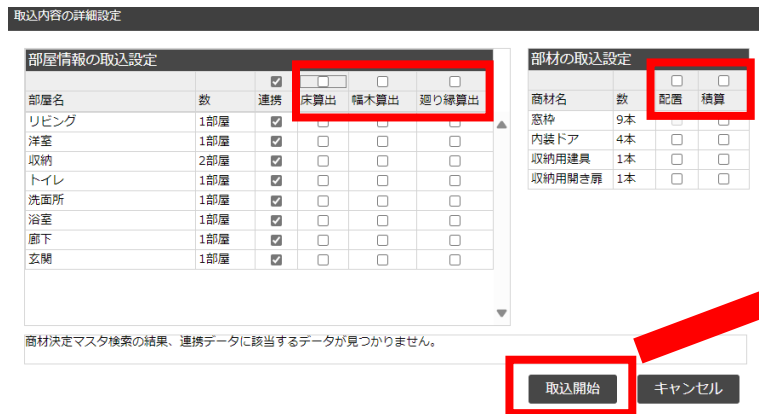 取込内容の詳細設定
部屋情報の取込設定
部屋名 数 連携 床算出 幅木算出 廻り縁算出
リビング 1部屋
洋室 1部屋
収納 2部屋
トイレ 1部屋
洗面所 1部屋
浴室 1部屋
廊下 1部屋
玄関 1部屋
部材の取込設定
商材名 数 配置 積算
窓枠 9本
内装ドア 4本
収納用建具 1本
収納用開き扉 1本
商材決定マスタ検索の結果、連携データに該当するデータが見つかりません。
取込開始 キャンセル